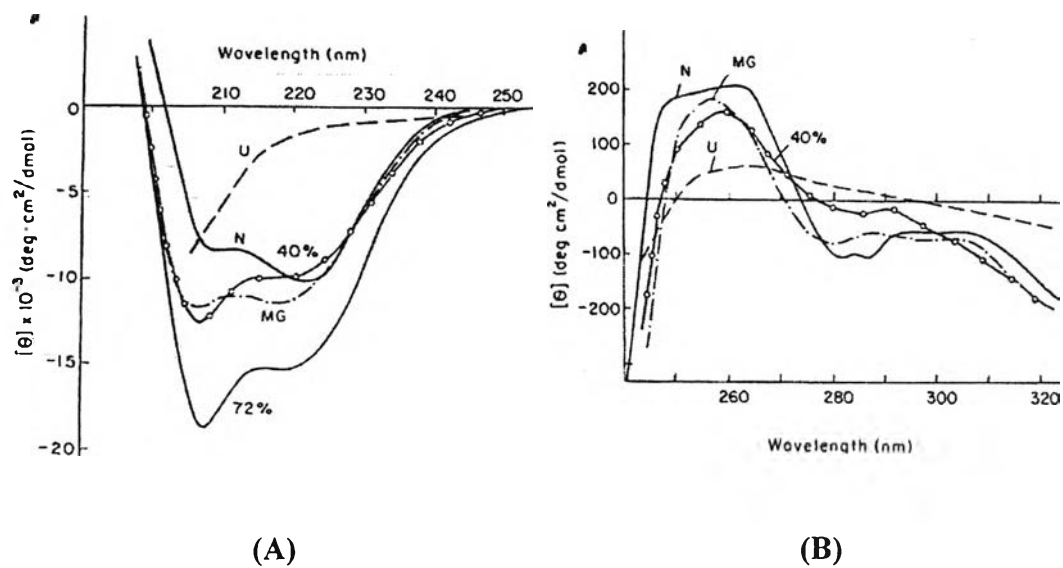 Wavelength (nm)
210 220 230 240 250
0
-5
-10
-15
-20
[θ] x 10⁻³ (deg·cm²/dmol)
U
N
40%
MG
72%
(A)
200
100
0
-100
-200
[θ] (deg cm²/dmol)
N
MG
40%
U
260 280 300 320
Wavelength (nm)
(B)